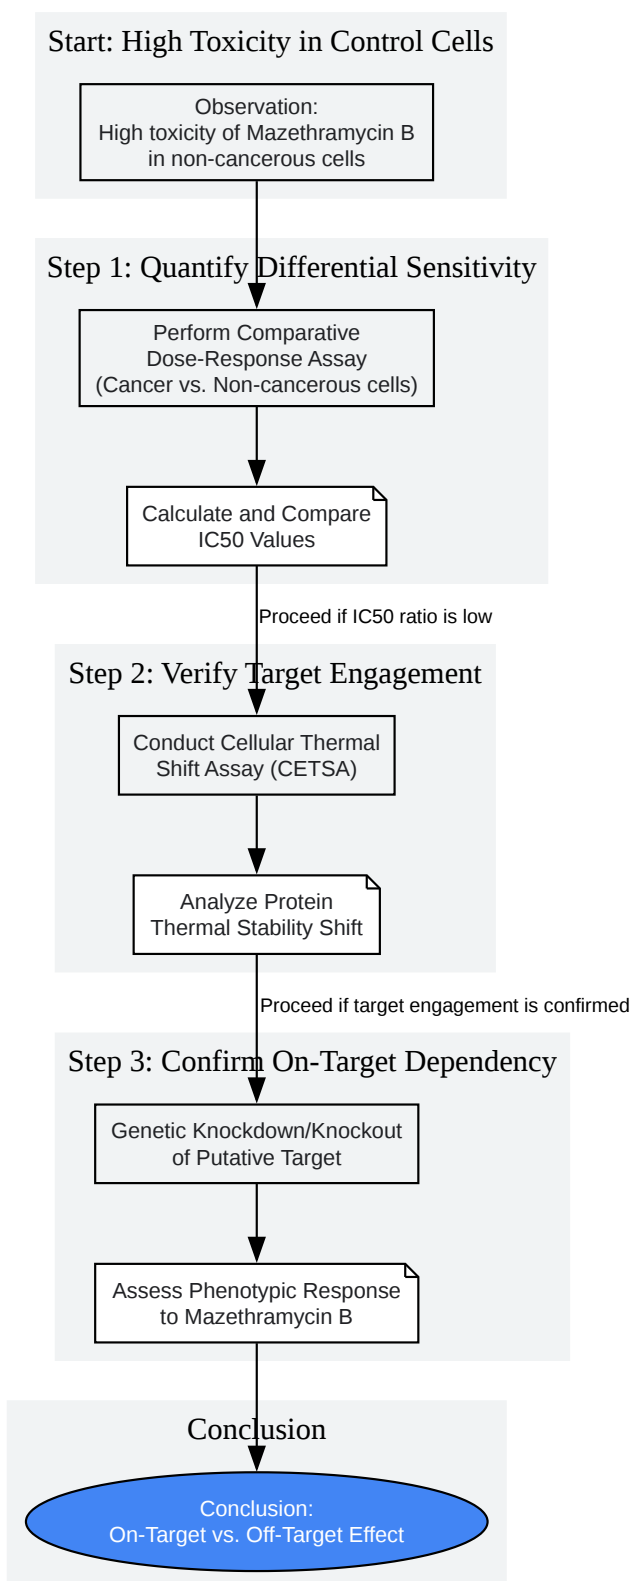 Start: High Toxicity in Control Cells
Observation:
High toxicity of Mazethramycin B
in non-cancerous cells
Step 1: Quantify Differential Sensitivity
Perform Comparative
Dose-Response Assay
(Cancer vs. Non-cancerous cells)
Calculate and Compare
IC50 Values
Proceed if IC50 ratio is low
Step 2: Verify Target Engagement
Conduct Cellular Thermal
Shift Assay (CETSA)
Analyze Protein
Thermal Stability Shift
Proceed if target engagement is confirmed
Step 3: Confirm On-Target Dependency
Genetic Knockdown/Knockout
of Putative Target
Assess Phenotypic Response
to Mazethramycin B
Conclusion
Conclusion:
On-Target vs. Off-Target Effect